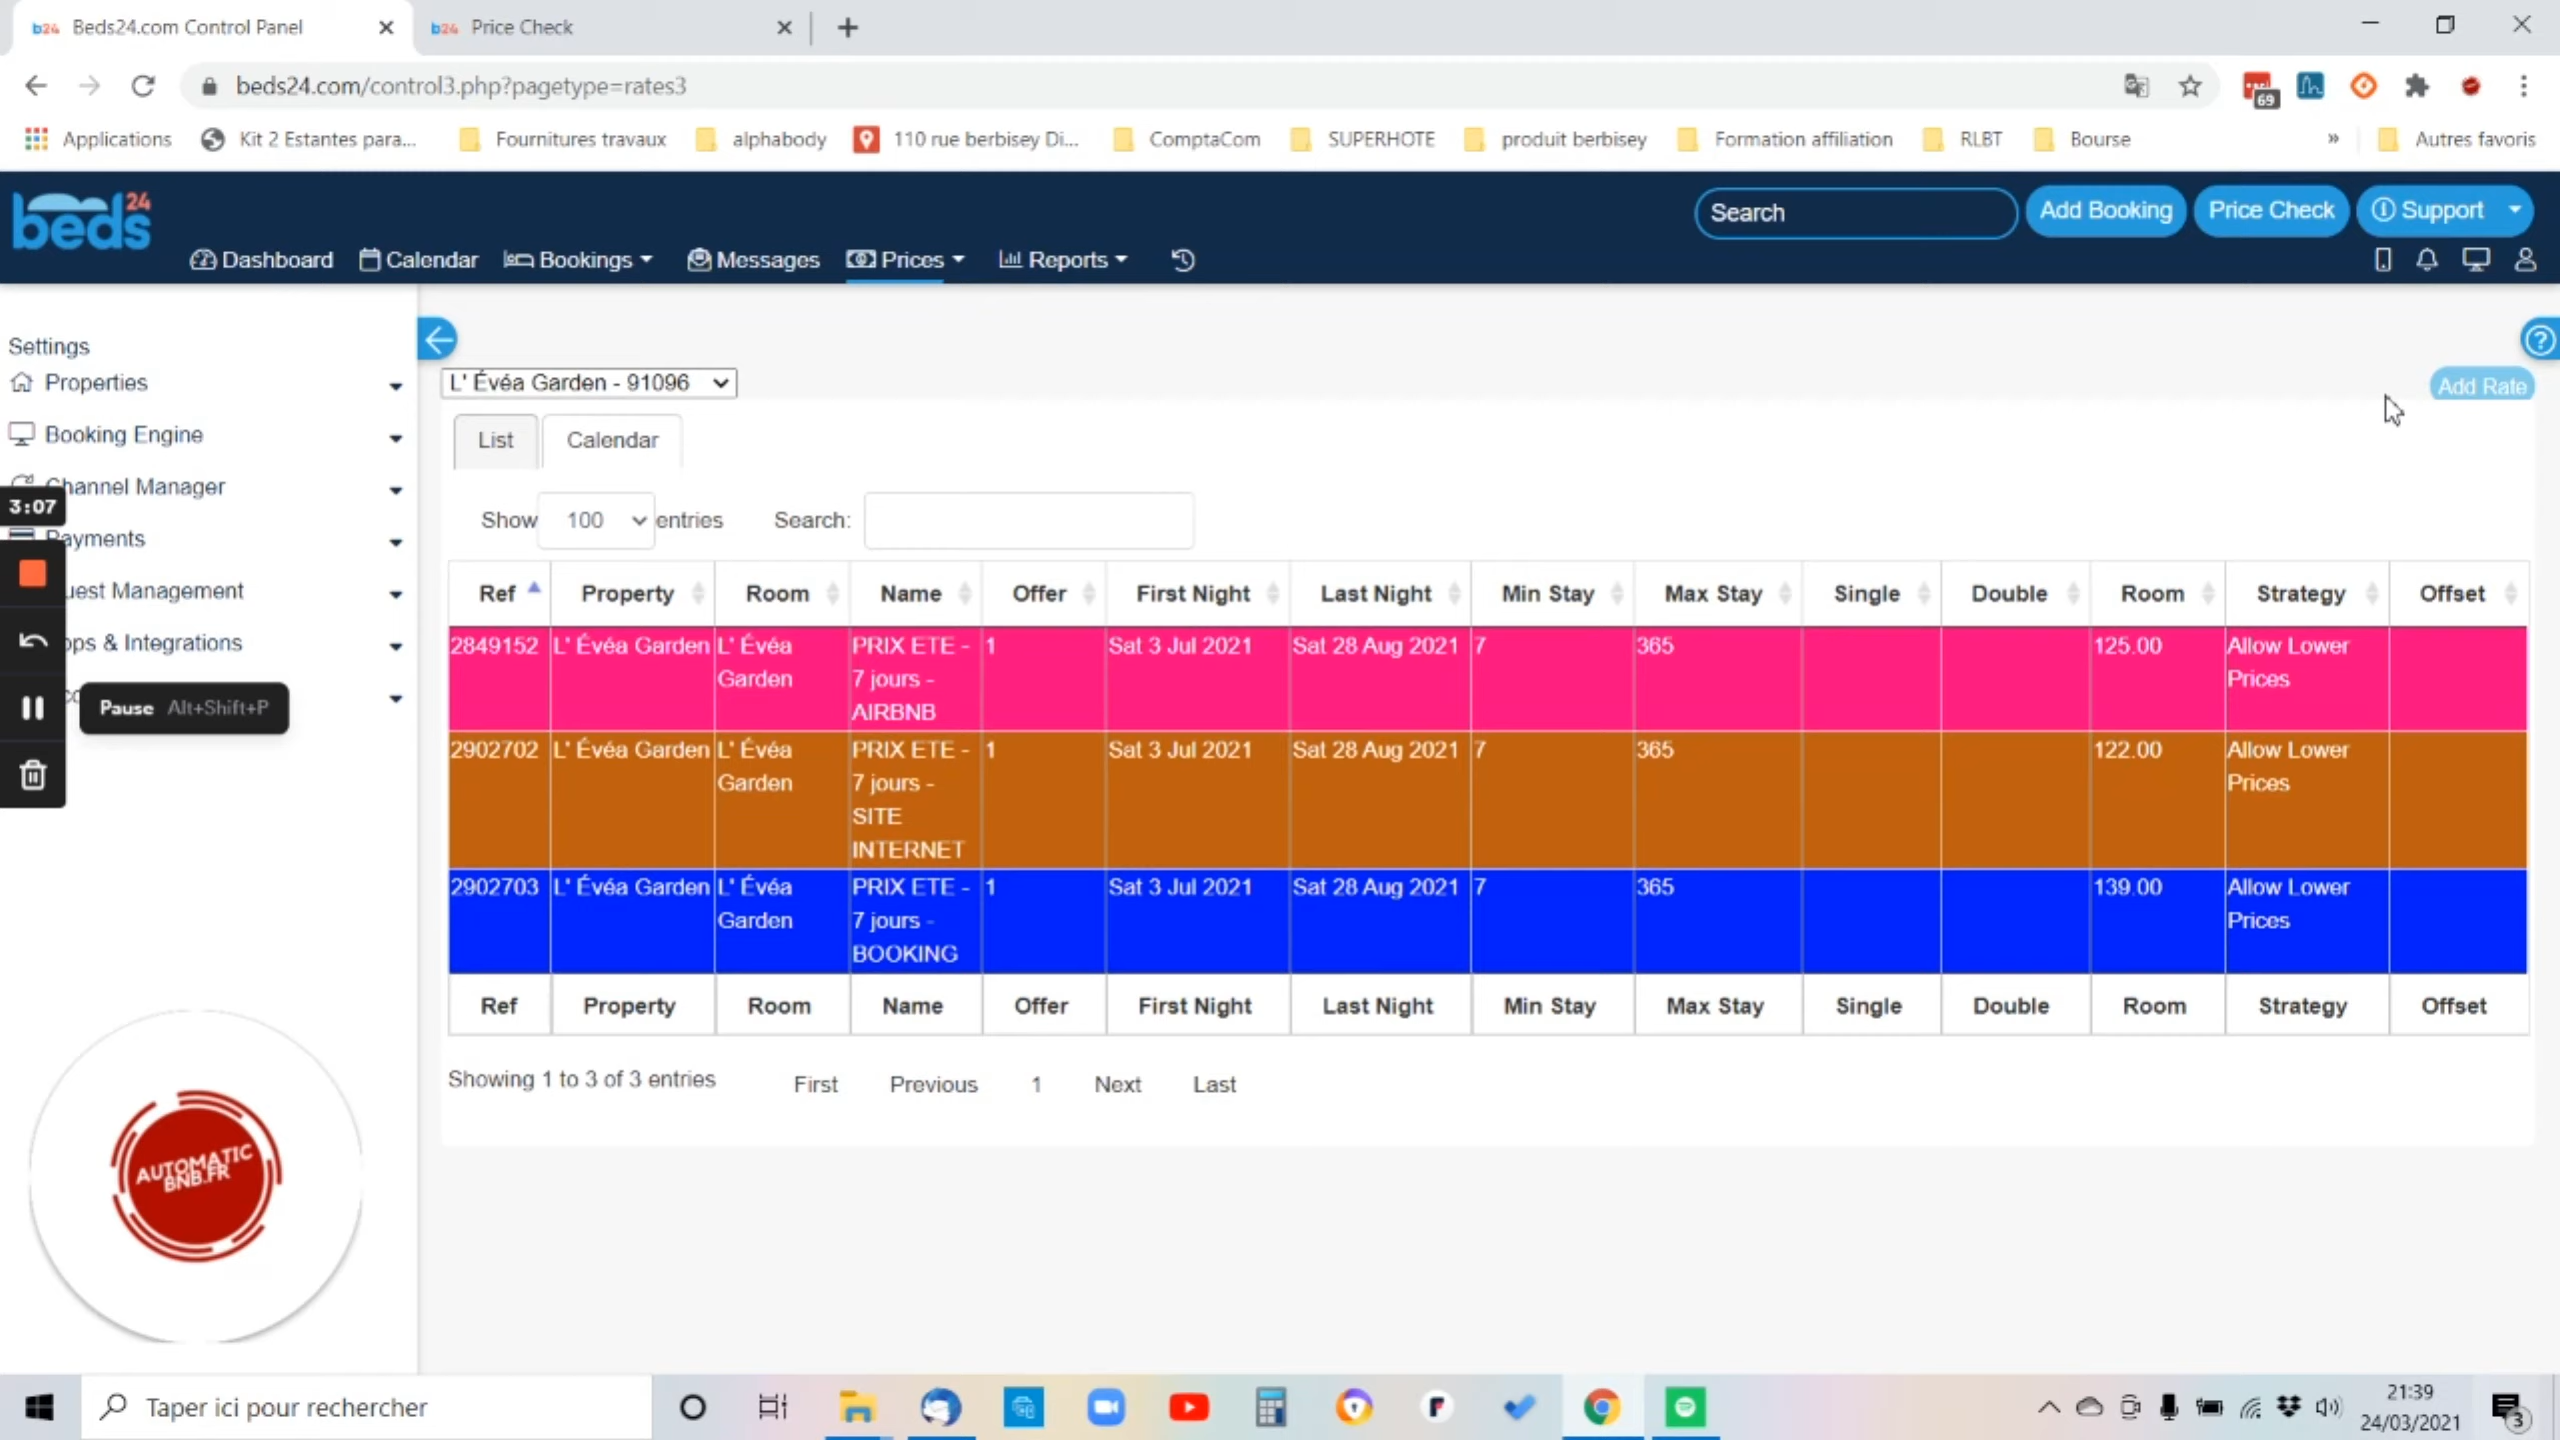 b24 Beds24.com Control Panel
b24 Price Check
beds24.com/control3.php?pagetype=rates3
69
Applications
Kit 2 Estantes para...
Fournitures travaux
alphabody
110 rue berbisey Di...
ComptaCom
SUPERHOTE
produit berbisey
Formation affiliation
RLBT
Bourse
»
Autres favoris
beds24
Search
Add Booking
Price Check
Support
Dashboard
Calendar
Bookings
Messages
Prices
Reports
Settings
Properties
Booking Engine
Channel Manager
3:07
Payments
uest Management
ops & Integrations
Pause Alt+Shift+P
AUTOMATIC
BNB.FR
L' Évéa Garden - 91096
Add Rate
List
Calendar
Show 100 entries Search:
Ref Property Room Name Offer First Night Last Night Min Stay Max Stay Single Double Room Strategy Offset
2849152 L' Évéa Garden L' Évéa PRIX ETE - 1 Sat 3 Jul 2021 Sat 28 Aug 2021 7 365 125.00 Allow Lower
Garden 7 jours - Prices
AIRBNB
2902702 L' Évéa Garden L' Évéa PRIX ETE - 1 Sat 3 Jul 2021 Sat 28 Aug 2021 7 365 122.00 Allow Lower
Garden 7 jours - Prices
SITE
INTERNET
2902703 L' Évéa Garden L' Évéa PRIX ETE - 1 Sat 3 Jul 2021 Sat 28 Aug 2021 7 365 139.00 Allow Lower
Garden 7 jours - Prices
BOOKING
Ref Property Room Name Offer First Night Last Night Min Stay Max Stay Single Double Room Strategy Offset
Showing 1 to 3 of 3 entries First Previous 1 Next Last
Taper ici pour rechercher
21:39
24/03/2021
3